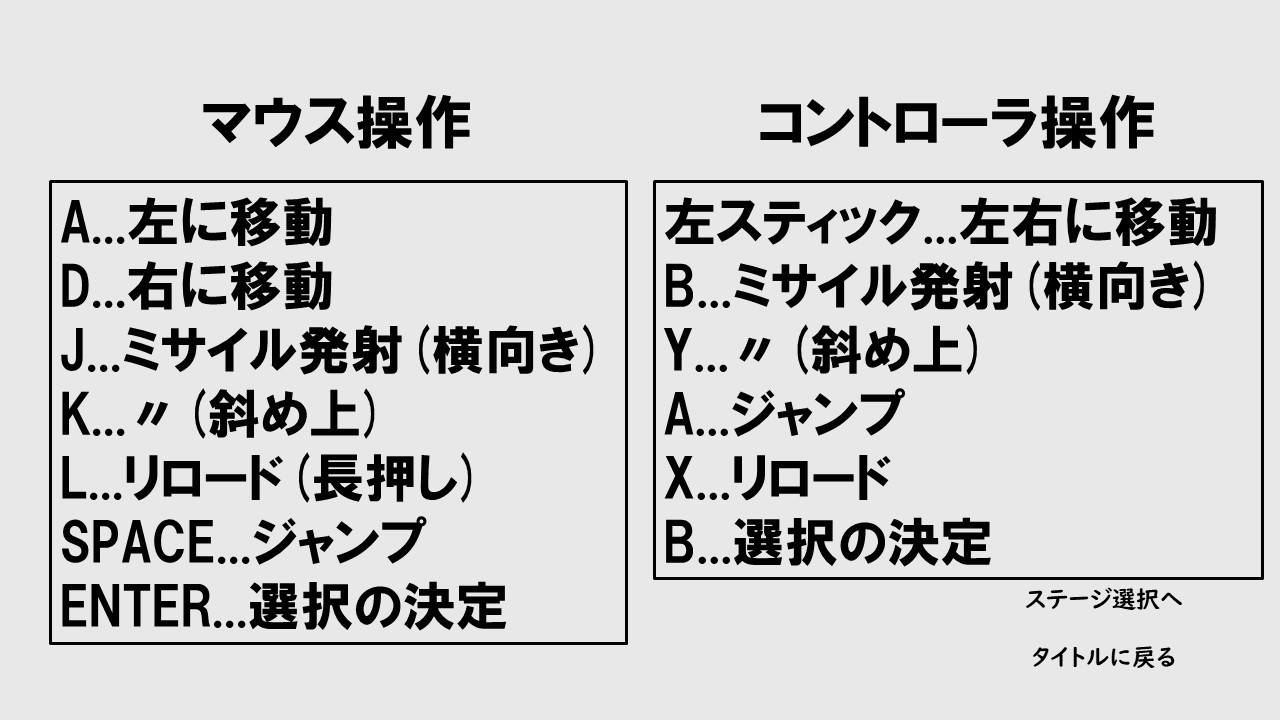 マウス操作
A...左に移動
D...右に移動
J...ミサイル発射(横向き)
K...〃(斜め上)
L...リロード(長押し)
SPACE...ジャンプ
ENTER...選択の決定
コントローラ操作
左スティック...左右に移動
B...ミサイル発射(横向き)
Y...〃(斜め上)
A...ジャンプ
X...リロード
B...選択の決定
ステージ選択へ
タイトルに戻る